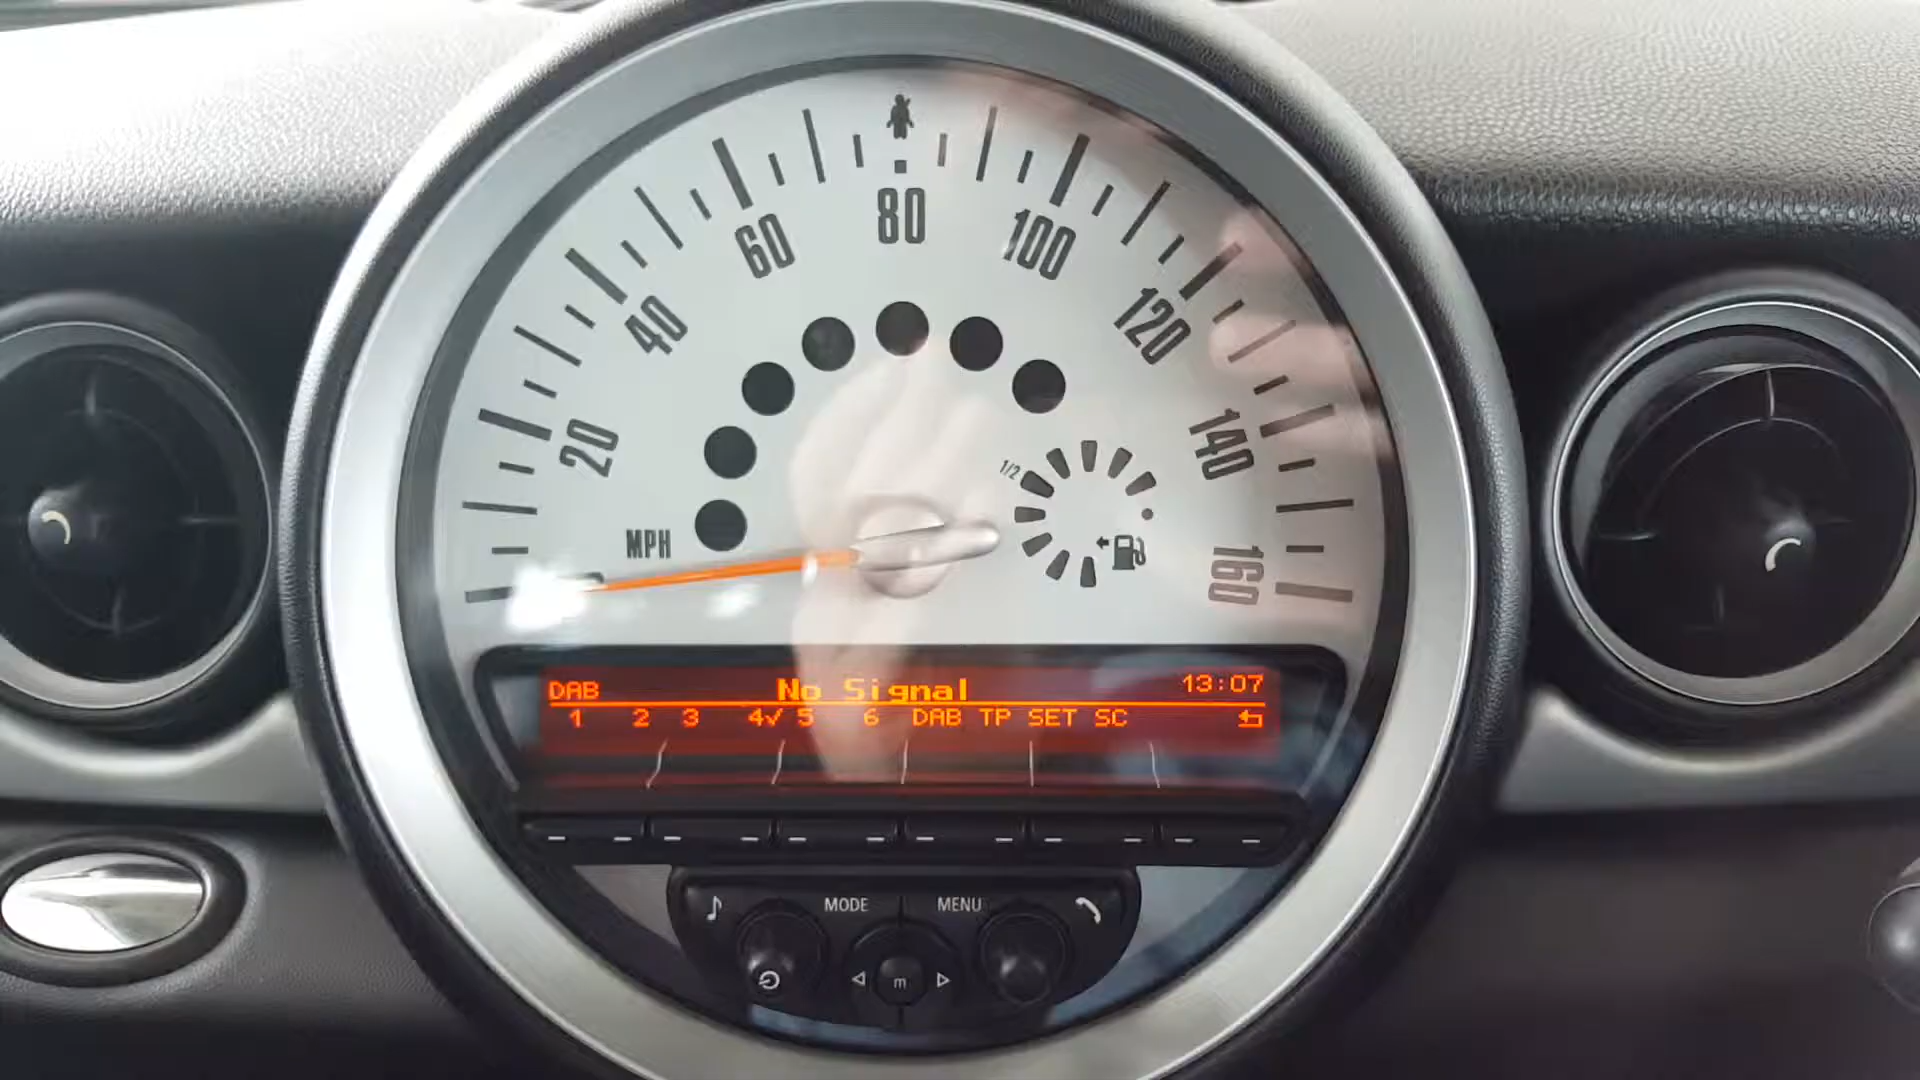 80
60
100
40
120
20
140
1/2
MPH
160
DAB No Signal 13:07
1 2 3 4√ 5 6 DAB TP SET SC
MODE MENU
m